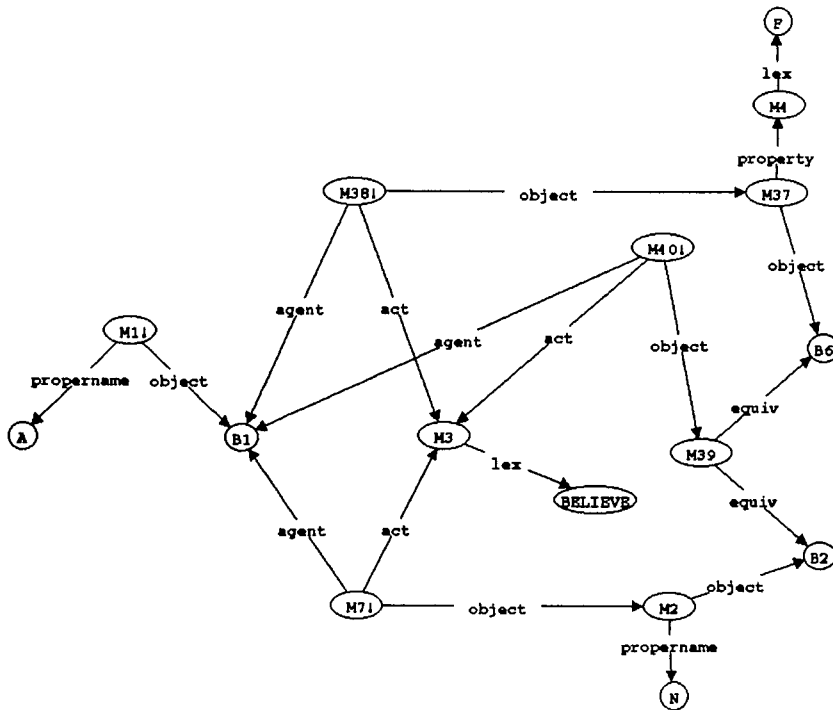 F
lex
M4
property
M38! object M37
M40! object
agent act
M1! agent act object B6
propername object equiv
A B1 M3 M39
lex equiv
BELIEVE
agent act B2
object
M7! object M2
propername
N